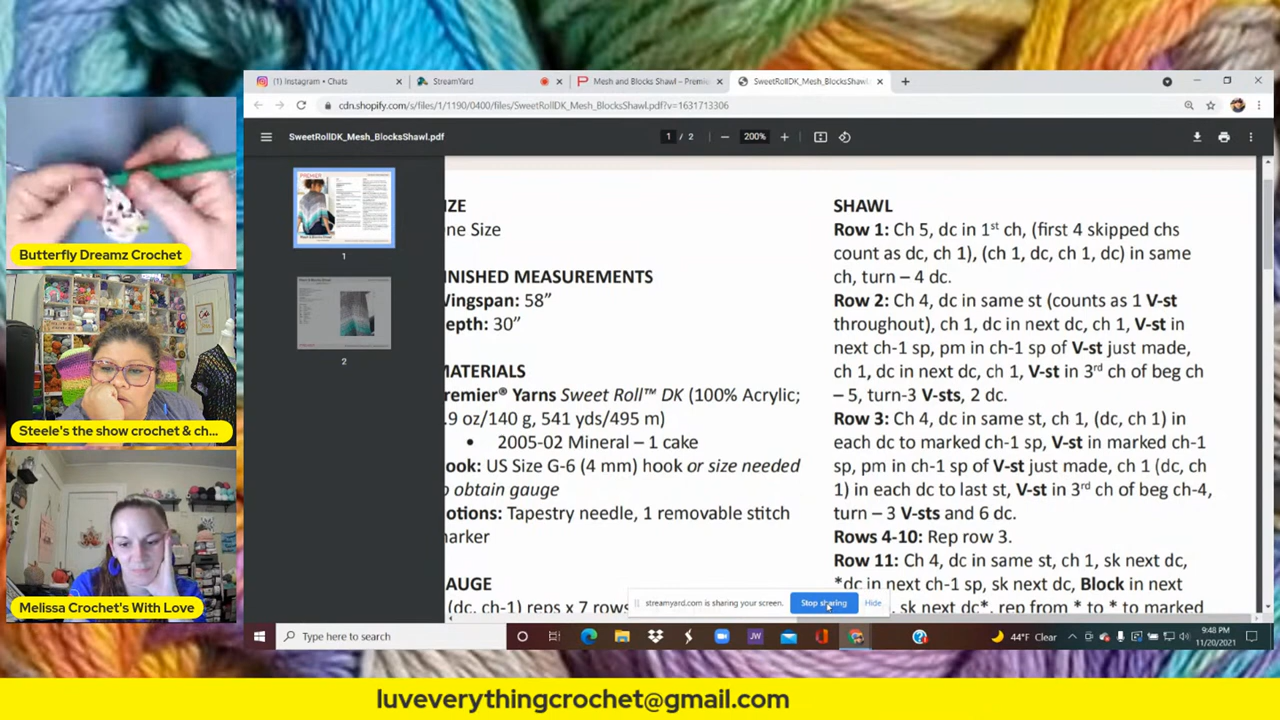 (1) Instagram • Chats
StreamYard
Mesh and Blocks Shawl – Premie
SweetRollDK_Mesh_BlocksShawl.
cdn.shopify.com/s/files/1/1190/0400/files/SweetRollDK_Mesh_BlocksShawl.pdf?v=1631713306
SweetRollDK_Mesh_BlocksShawl.pdf
1 / 2
200%
1
2
IZE
ne Size
INISHED MEASUREMENTS
Vingspan: 58”
epth: 30”
MATERIALS
remier® Yarns Sweet Roll™ DK (100% Acrylic;
.9 oz/140 g, 541 yds/495 m)
• 2005-02 Mineral – 1 cake
ook: US Size G-6 (4 mm) hook or size needed
o obtain gauge
otions: Tapestry needle, 1 removable stitch
arker
AUGE
(dc, ch-1) reps x 7 rows
SHAWL
Row 1: Ch 5, dc in 1st ch, (first 4 skipped chs
count as dc, ch 1), (ch 1, dc, ch 1, dc) in same
ch, turn – 4 dc.
Row 2: Ch 4, dc in same st (counts as 1 V-st
throughout), ch 1, dc in next dc, ch 1, V-st in
next ch-1 sp, pm in ch-1 sp of V-st just made,
ch 1, dc in next dc, ch 1, V-st in 3rd ch of beg ch
– 5, turn-3 V-sts, 2 dc.
Row 3: Ch 4, dc in same st, ch 1, (dc, ch 1) in
each dc to marked ch-1 sp, V-st in marked ch-1
sp, pm in ch-1 sp of V-st just made, ch 1 (dc, ch
1) in each dc to last st, V-st in 3rd ch of beg ch-4,
turn – 3 V-sts and 6 dc.
Rows 4-10: Rep row 3.
Row 11: Ch 4, dc in same st, ch 1, sk next dc,
*dc in next ch-1 sp, sk next dc, Block in next
, sk next dc*, rep from * to * to marked
streamyard.com is sharing your screen.
Stop sharing
Hide
Butterfly Dreamz Crochet
Steele's the show crochet & ch...
Melissa Crochet's With Love
Type here to search
JW
44°F Clear
9:48 PM
11/20/2021
luveverythingcrochet@gmail.com